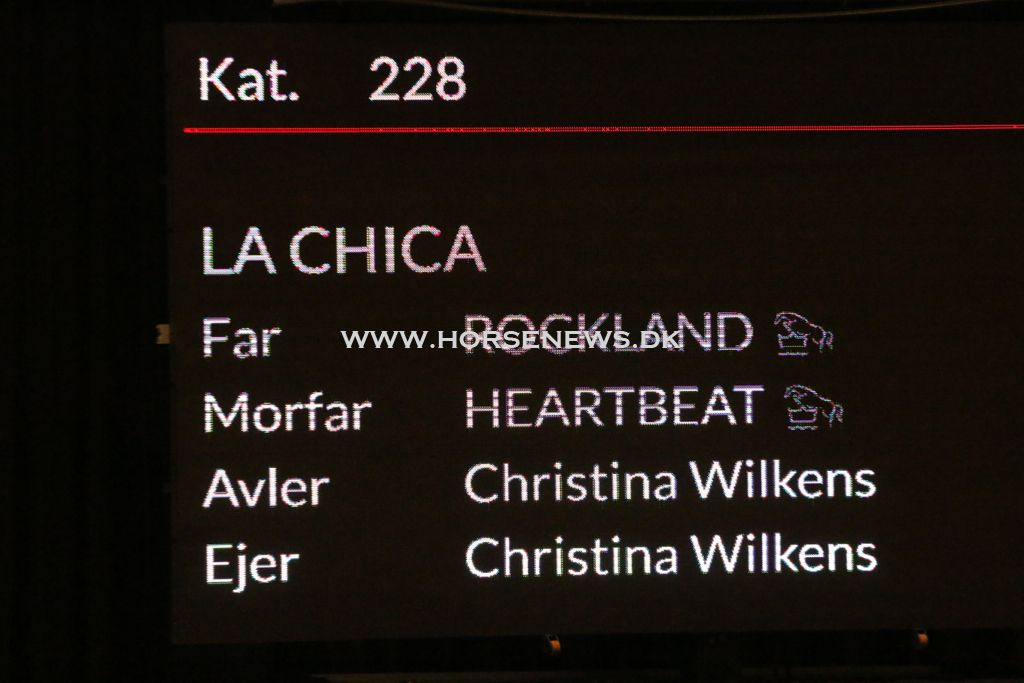 Kat. 228
LA CHICA
Far ROCKLAND
WWW.HORSENEWS.DK
Morfar HEARTBEAT
Avler Christina Wilkens
Ejer Christina Wilkens